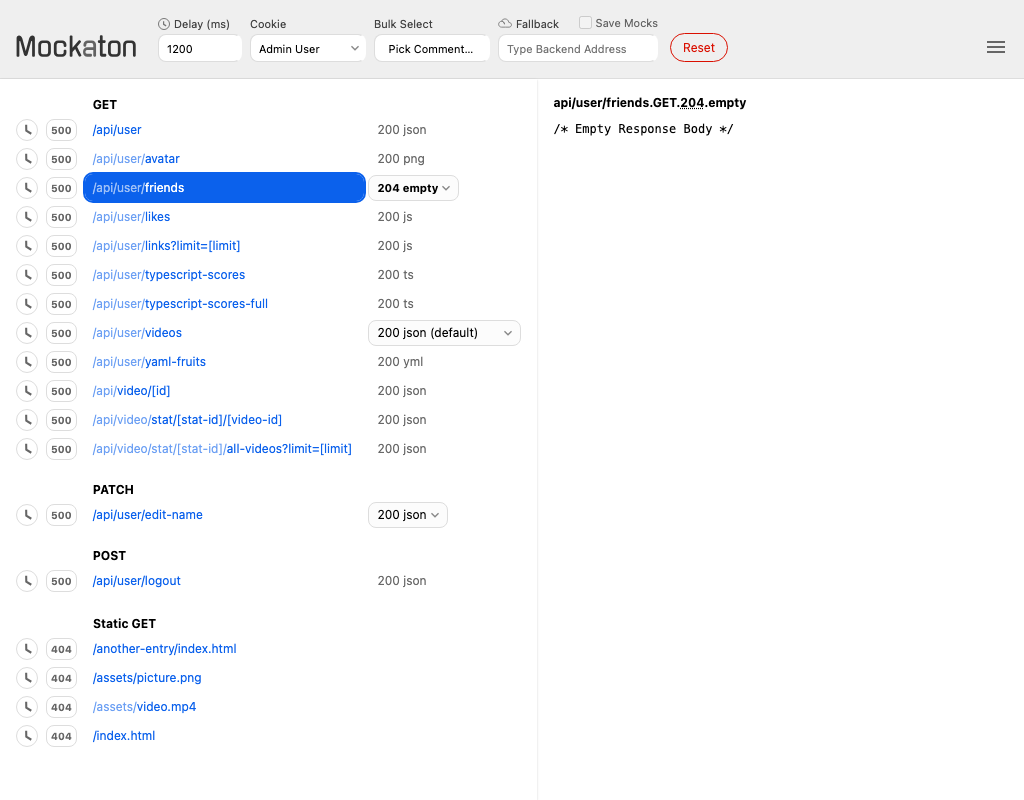 Mockaton
Delay (ms)
1200
Cookie
Admin User
Bulk Select
Pick Comment...
Fallback
Save Mocks
Type Backend Address
Reset
GET
500 /api/user 200 json
500 /api/user/avatar 200 png
500 /api/user/friends 204 empty
500 /api/user/likes 200 js
500 /api/user/links?limit=[limit] 200 js
500 /api/user/typescript-scores 200 ts
500 /api/user/typescript-scores-full 200 ts
500 /api/user/videos 200 json (default)
500 /api/user/yaml-fruits 200 yml
500 /api/video/[id] 200 json
500 /api/video/stat/[stat-id]/[video-id] 200 json
500 /api/video/stat/[stat-id]/all-videos?limit=[limit] 200 json
PATCH
500 /api/user/edit-name 200 json
POST
500 /api/user/logout 200 json
Static GET
404 /another-entry/index.html
404 /assets/picture.png
404 /assets/video.mp4
404 /index.html
api/user/friends.GET.204.empty
/* Empty Response Body */